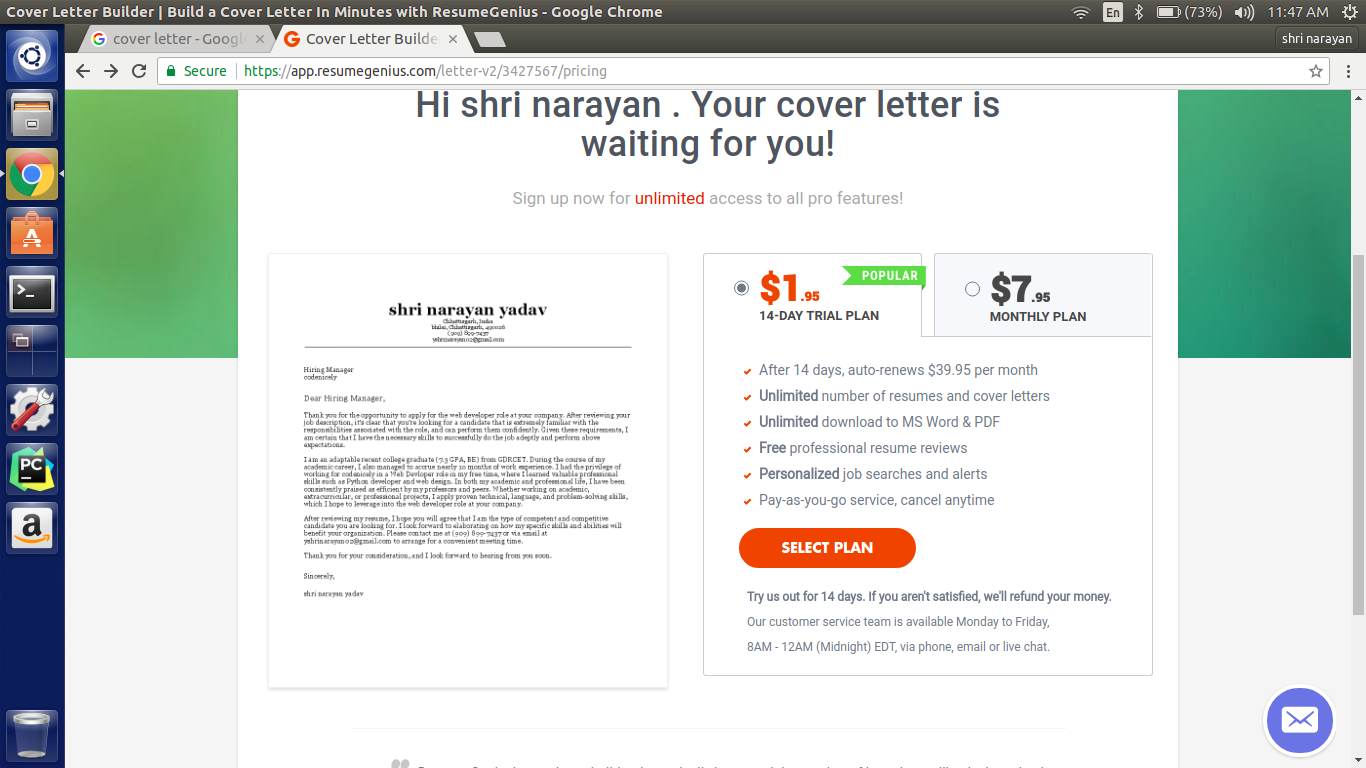 Cover Letter Builder | Build a Cover Letter In Minutes with ResumeGenius - Google Chrome
En
(73%)
11:47 AM
cover letter - Googl
Cover Letter Builde
shri narayan
Secure
https://app.resumegenius.com/letter-v2/3427567/pricing
Hi shri narayan . Your cover letter is
waiting for you!
Sign up now for unlimited access to all pro features!
shri narayan yadav
Chhattisgarh, India
bhilai, Chhattisgarh, 490026
(909) 899-7437
yshrinarayan02@gmail.com
Hiring Manager
codenicely
Dear Hiring Manager,
Thank you for the opportunity to apply for the web developer role at your company. After reviewing your
job description, it's clear that you're looking for a candidate that is extremely familiar with the
responsibilities associated with the role, and can perform them confidently. Given these requirements, I
am certain that I have the necessary skills to successfully do the job adeptly and perform above
expectations.
I am an adaptable recent college graduate (7.3 GPA, BE) from GDRCET. During the course of my
academic career, I also managed to accrue nearly 10 months of work experience. I had the privilege of
working for codenicely in a Web Devloper role in my free time, where I learned valuable professional
skills such as Python developer and web design. In both my academic and professional life, I have been
consistently praised as efficient by my professors and peers. Whether working on academic,
extracurricular, or professional projects, I apply proven technical, language, and problem-solving skills,
which I hope to leverage into the web developer role at your company.
After reviewing my resume, I hope you will agree that I am the type of competent and competitive
candidate you are looking for. I look forward to elaborating on how my specific skills and abilities will
benefit your organization. Please contact me at (909) 899-7437 or via email at
yshrinarayan02@gmail.com to arrange for a convenient meeting time.
Thank you for your consideration, and I look forward to hearing from you soon.
Sincerely,
shri narayan yadav
$1.95
POPULAR
14-DAY TRIAL PLAN
$7.95
MONTHLY PLAN
After 14 days, auto-renews $39.95 per month
Unlimited number of resumes and cover letters
Unlimited download to MS Word & PDF
Free professional resume reviews
Personalized job searches and alerts
Pay-as-you-go service, cancel anytime
SELECT PLAN
Try us out for 14 days. If you aren't satisfied, we'll refund your money.
Our customer service team is available Monday to Friday,
8AM - 12AM (Midnight) EDT, via phone, email or live chat.
PC
a